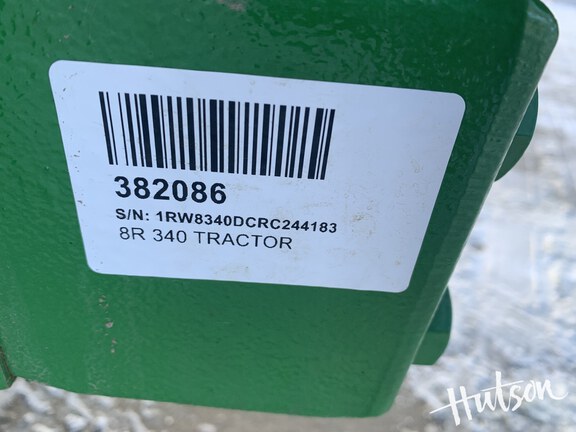 382086
S/N: 1RW8340DCRC244183
8R 340 TRACTOR
Hutson